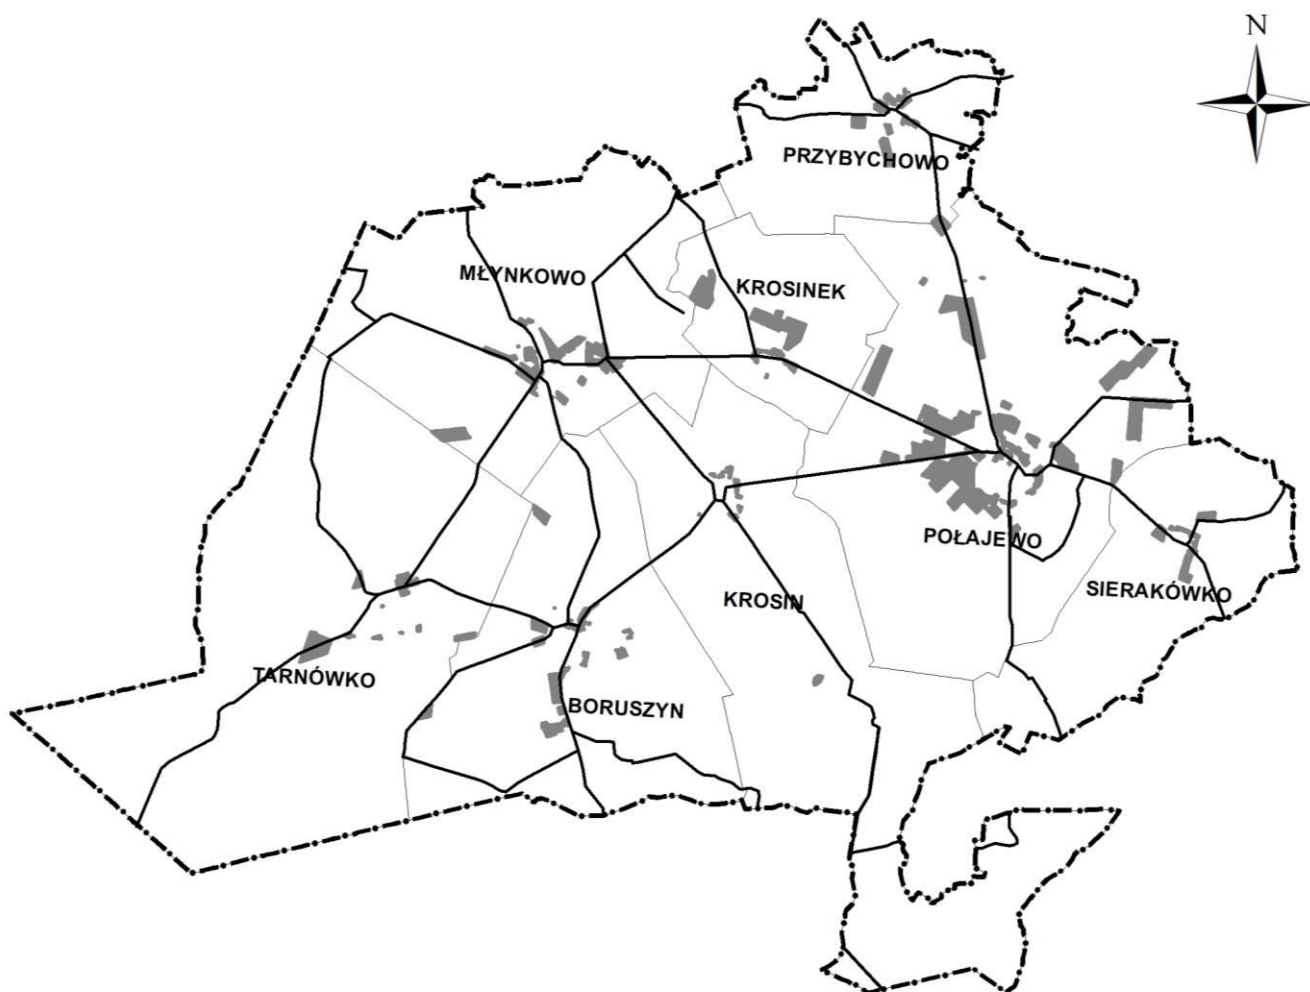 N
PRZYBYCHOWO
MŁYNKOWO
KROSINEK
POŁAJEWO
SIERAKÓWKO
KROSIN
TARNÓWKO
BORUSZYN